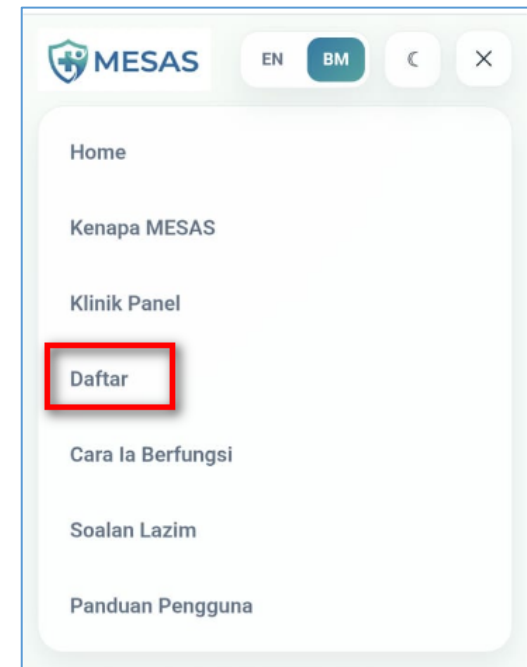 MESAS
EN BM
Home
Kenapa MESAS
Klinik Panel
Daftar
Cara Ia Berfungsi
Soalan Lazim
Panduan Pengguna